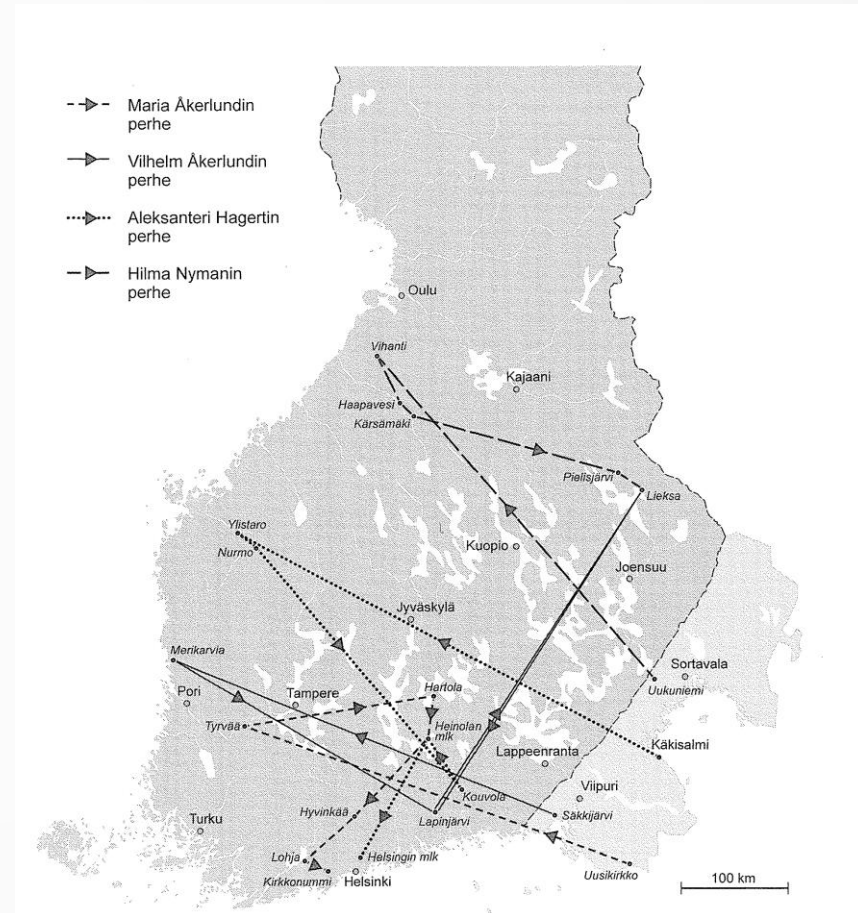 Maria Åkerlundin
perhe
Vilhelm Åkerlundin
perhe
Aleksanteri Hagertin
perhe
Hilma Nymanin
perhe
Oulu
Vihanti
Kajaani
Haapavesi
Kärsämäki
Pielisjärvi
Lieksa
Ylistaro
Nurmo
Kuopio
Joensuu
Jyväskylä
Merikarvia
Sortavala
Uukuniemi
Pori
Tampere
Hartola
Tyrvää
Heinolan
mlk
Käkisalmi
Lappeenranta
Kouvola
Viipuri
Säkkijärvi
Hyvinkää
Lapinjärvi
Turku
Lohja
Helsingin mlk
Kirkkonummi
Helsinki
Uusikirkko
100 km